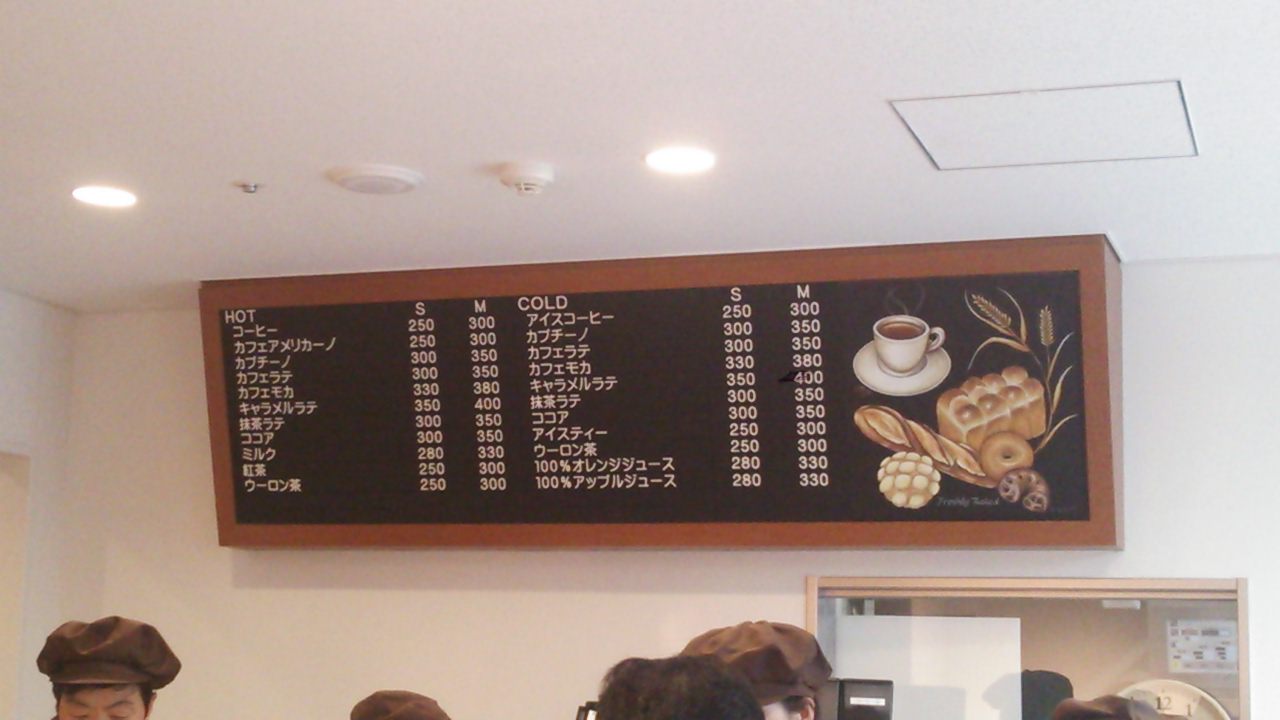 HOT S M
コーヒー 250 300
カフェアメリカーノ 250 300
カプチーノ 300 350
カフェラテ 300 350
カフェモカ 330 380
キャラメルラテ 350 400
抹茶ラテ 300 350
ココア 300 350
ミルク 280 330
紅茶 250 300
ウーロン茶 250 300
COLD S M
アイスコーヒー 250 300
カプチーノ 300 350
カフェラテ 300 350
カフェモカ 330 380
キャラメルラテ 350 400
抹茶ラテ 300 350
ココア 300 350
アイスティー 250 300
ウーロン茶 250 300
100%オレンジジュース 280 330
100%アップルジュース 280 330
Freshly Baked
12
1